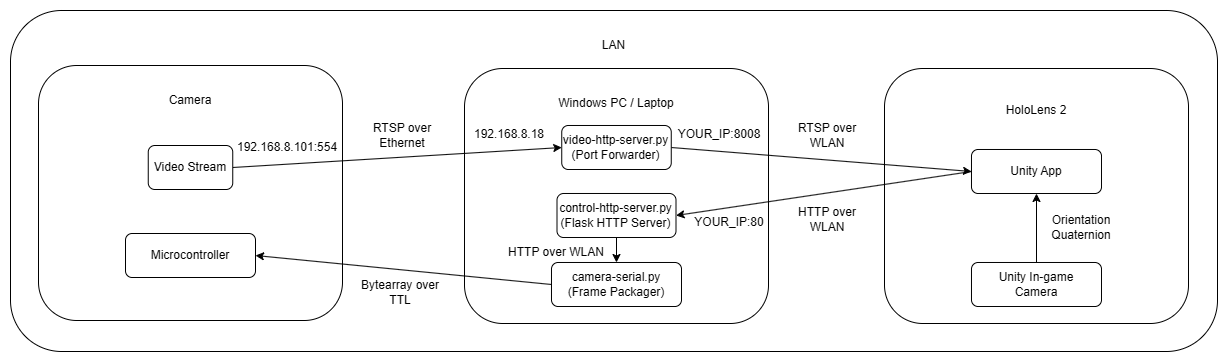 LAN
Camera
Windows PC / Laptop
HoloLens 2
192.168.8.101:554
RTSP over
Ethernet
192.168.8.18
video-http-server.py
(Port Forwarder)
YOUR_IP:8008
RTSP over
WLAN
Video Stream
Unity App
control-http-server.py
(Flask HTTP Server)
YOUR_IP:80
HTTP over
WLAN
Orientation
Quaternion
Microcontroller
HTTP over WLAN
Bytearray over
TTL
camera-serial.py
(Frame Packager)
Unity In-game
Camera